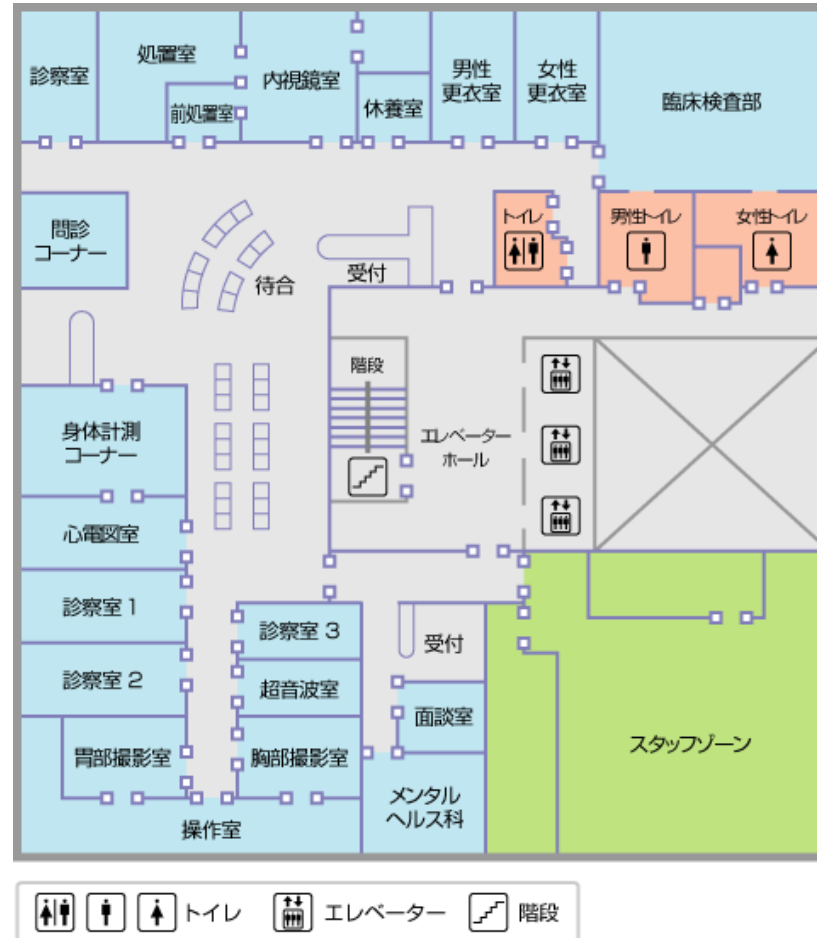 診察室
処置室
前処置室
内視鏡室
休養室
男性
更衣室
女性
更衣室
臨床検査部
問診
コーナー
待合
受付
トイレ
男性トイレ
女性トイレ
階段
エレベーター
ホール
身体計測
コーナー
心電図室
診察室 1
診察室 2
胃部撮影室
診察室 3
超音波室
胸部撮影室
操作室
受付
面談室
メンタル
ヘルス科
スタッフゾーン
トイレ
エレベーター
階段